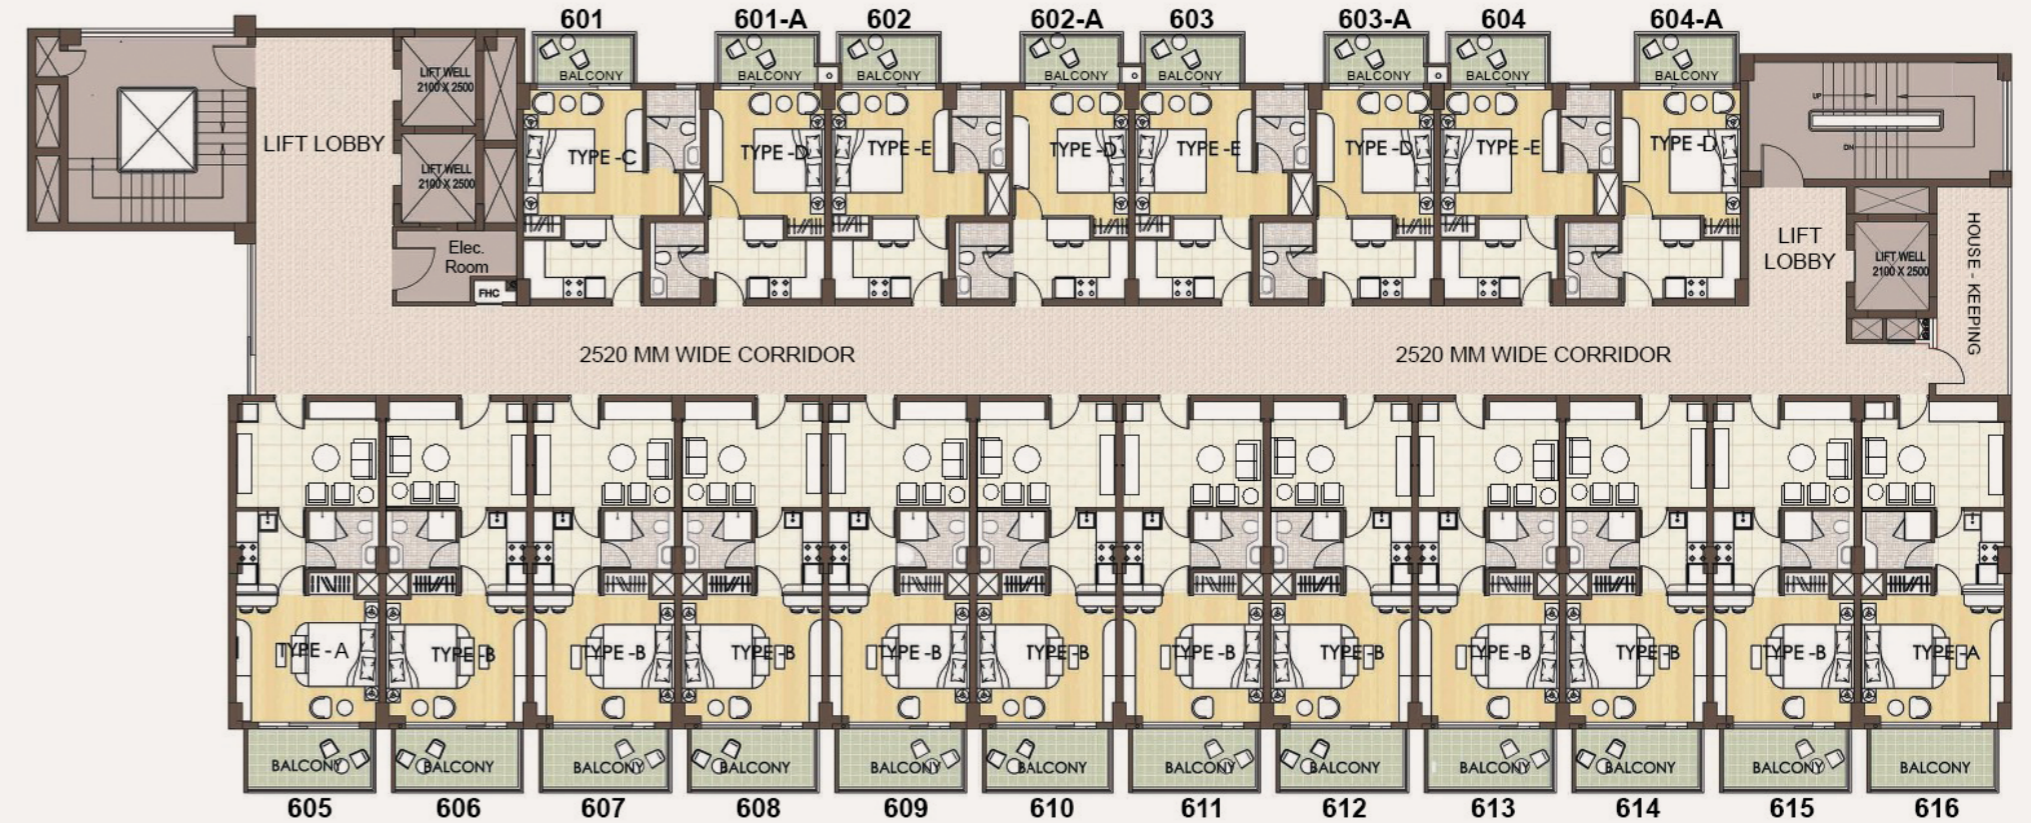 601 601-A 602 602-A 603 603-A 604 604-A
BALCONY BALCONY BALCONY BALCONY BALCONY BALCONY BALCONY BALCONY
LIFT WELL
2100 X 2500
LIFT LOBBY
LIFT WELL
2100 X 2500
TYPE -C TYPE -D TYPE -E TYPE -D TYPE -E TYPE -D TYPE -E TYPE -D
UP
DN
Elec.
Room
FHC
LIFT
LOBBY
LIFT WELL
2100 X 2500
HOUSE - KEEPING
2520 MM WIDE CORRIDOR 2520 MM WIDE CORRIDOR
TYPE - A TYPE -B TYPE -B TYPE -B TYPE -B TYPE -B TYPE -B TYPE -B TYPE -B TYPE -B TYPE -B TYPE -A
BALCONY BALCONY BALCONY BALCONY BALCONY BALCONY BALCONY BALCONY BALCONY BALCONY BALCONY BALCONY
605 606 607 608 609 610 611 612 613 614 615 616